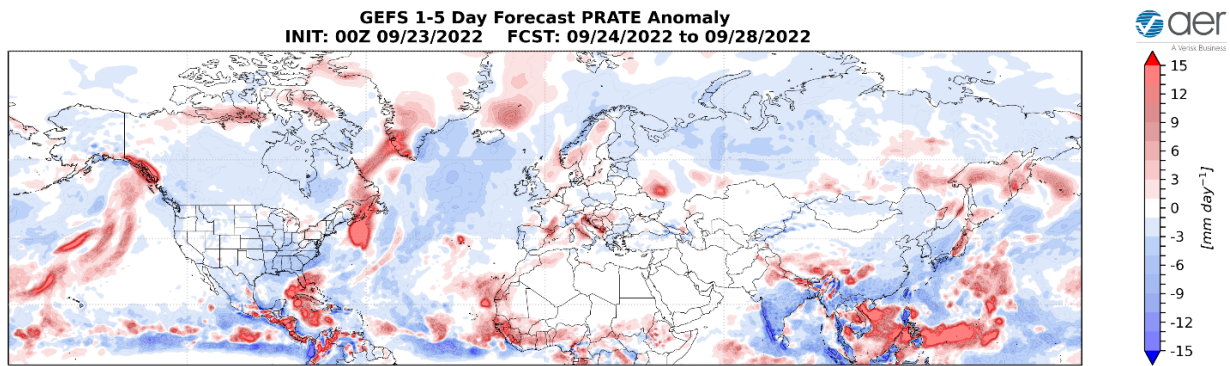 GEFS 1-5 Day Forecast PRATE Anomaly
INIT: 00Z 09/23/2022 FCST: 09/24/2022 to 09/28/2022
aer
A Verisk Business
15
12
9
6
3
0
-3
-6
-9
-12
-15
[mm day⁻¹]